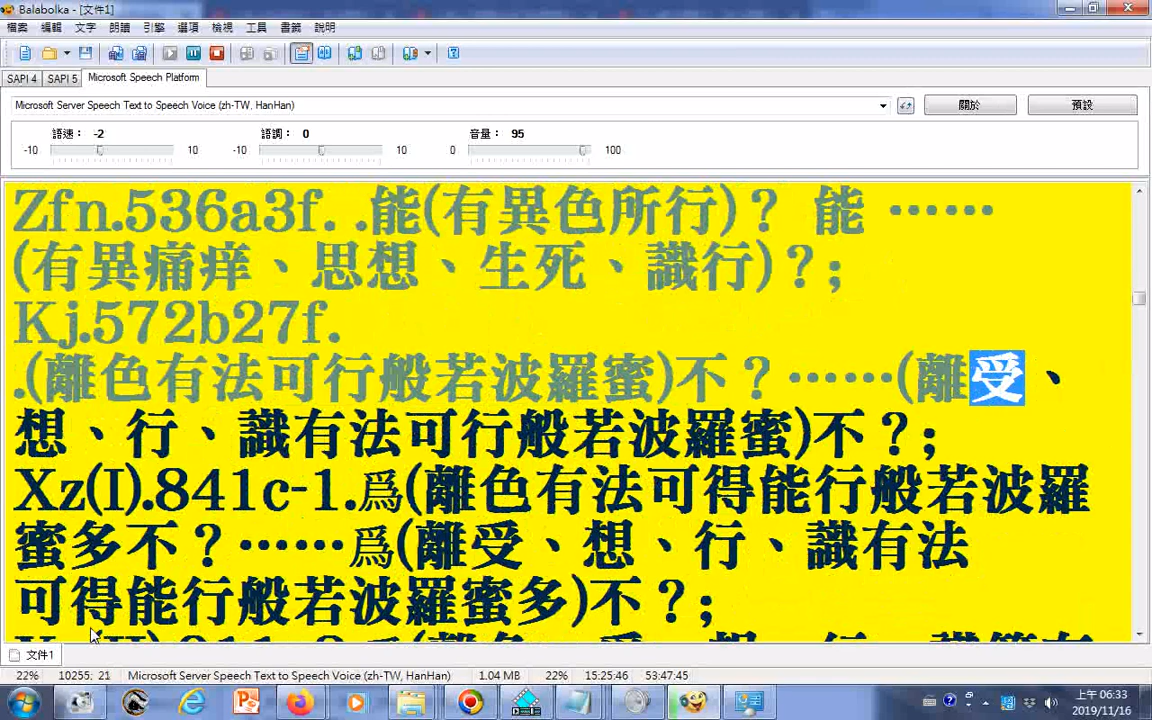 Balabolka - [文件1]
檔案 編輯 文字 朗讀 引擎 選項 檢視 工具 書籤 說明
SAPI 4 SAPI 5 Microsoft Speech Platform
Microsoft Server Speech Text to Speech Voice (zh-TW, HanHan) 關於 預設
語速： -2 語調： 0 音量： 95
-10 10 -10 10 0 100
Zfn.536a3f. .能(有異色所行)？ 能 ……
(有異痛痒、思想、生死、識行)？；
Kj.572b27f.
.(離色有法可行般若波羅蜜)不？……(離受、
想、行、識有法可行般若波羅蜜)不？；
Xz(I).841c-1.爲(離色有法可得能行般若波羅
蜜多不？……爲(離受、想、行、識有法
可得能行般若波羅蜜多)不？；
文件1
22% 10255: 21 Microsoft Server Speech Text to Speech Voice (zh-TW, HanHan) 1.04 MB 22% 15:25:46 53:47:45
上午 06:33
2019/11/16